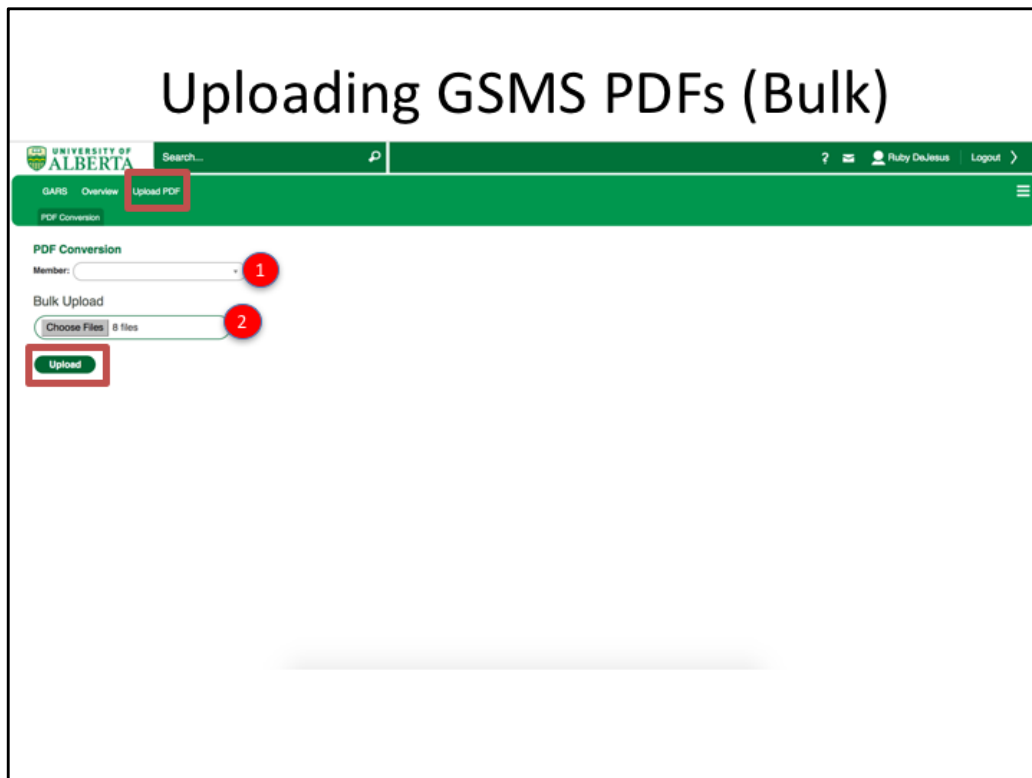 Uploading GSMS PDFs (Bulk)
UNIVERSITY OF
ALBERTA
Search...
? Ruby DeJesus Logout
GARS Overview Upload PDF
PDF Conversion
PDF Conversion
Member:
1
Bulk Upload
Choose Files 8 files
2
Upload